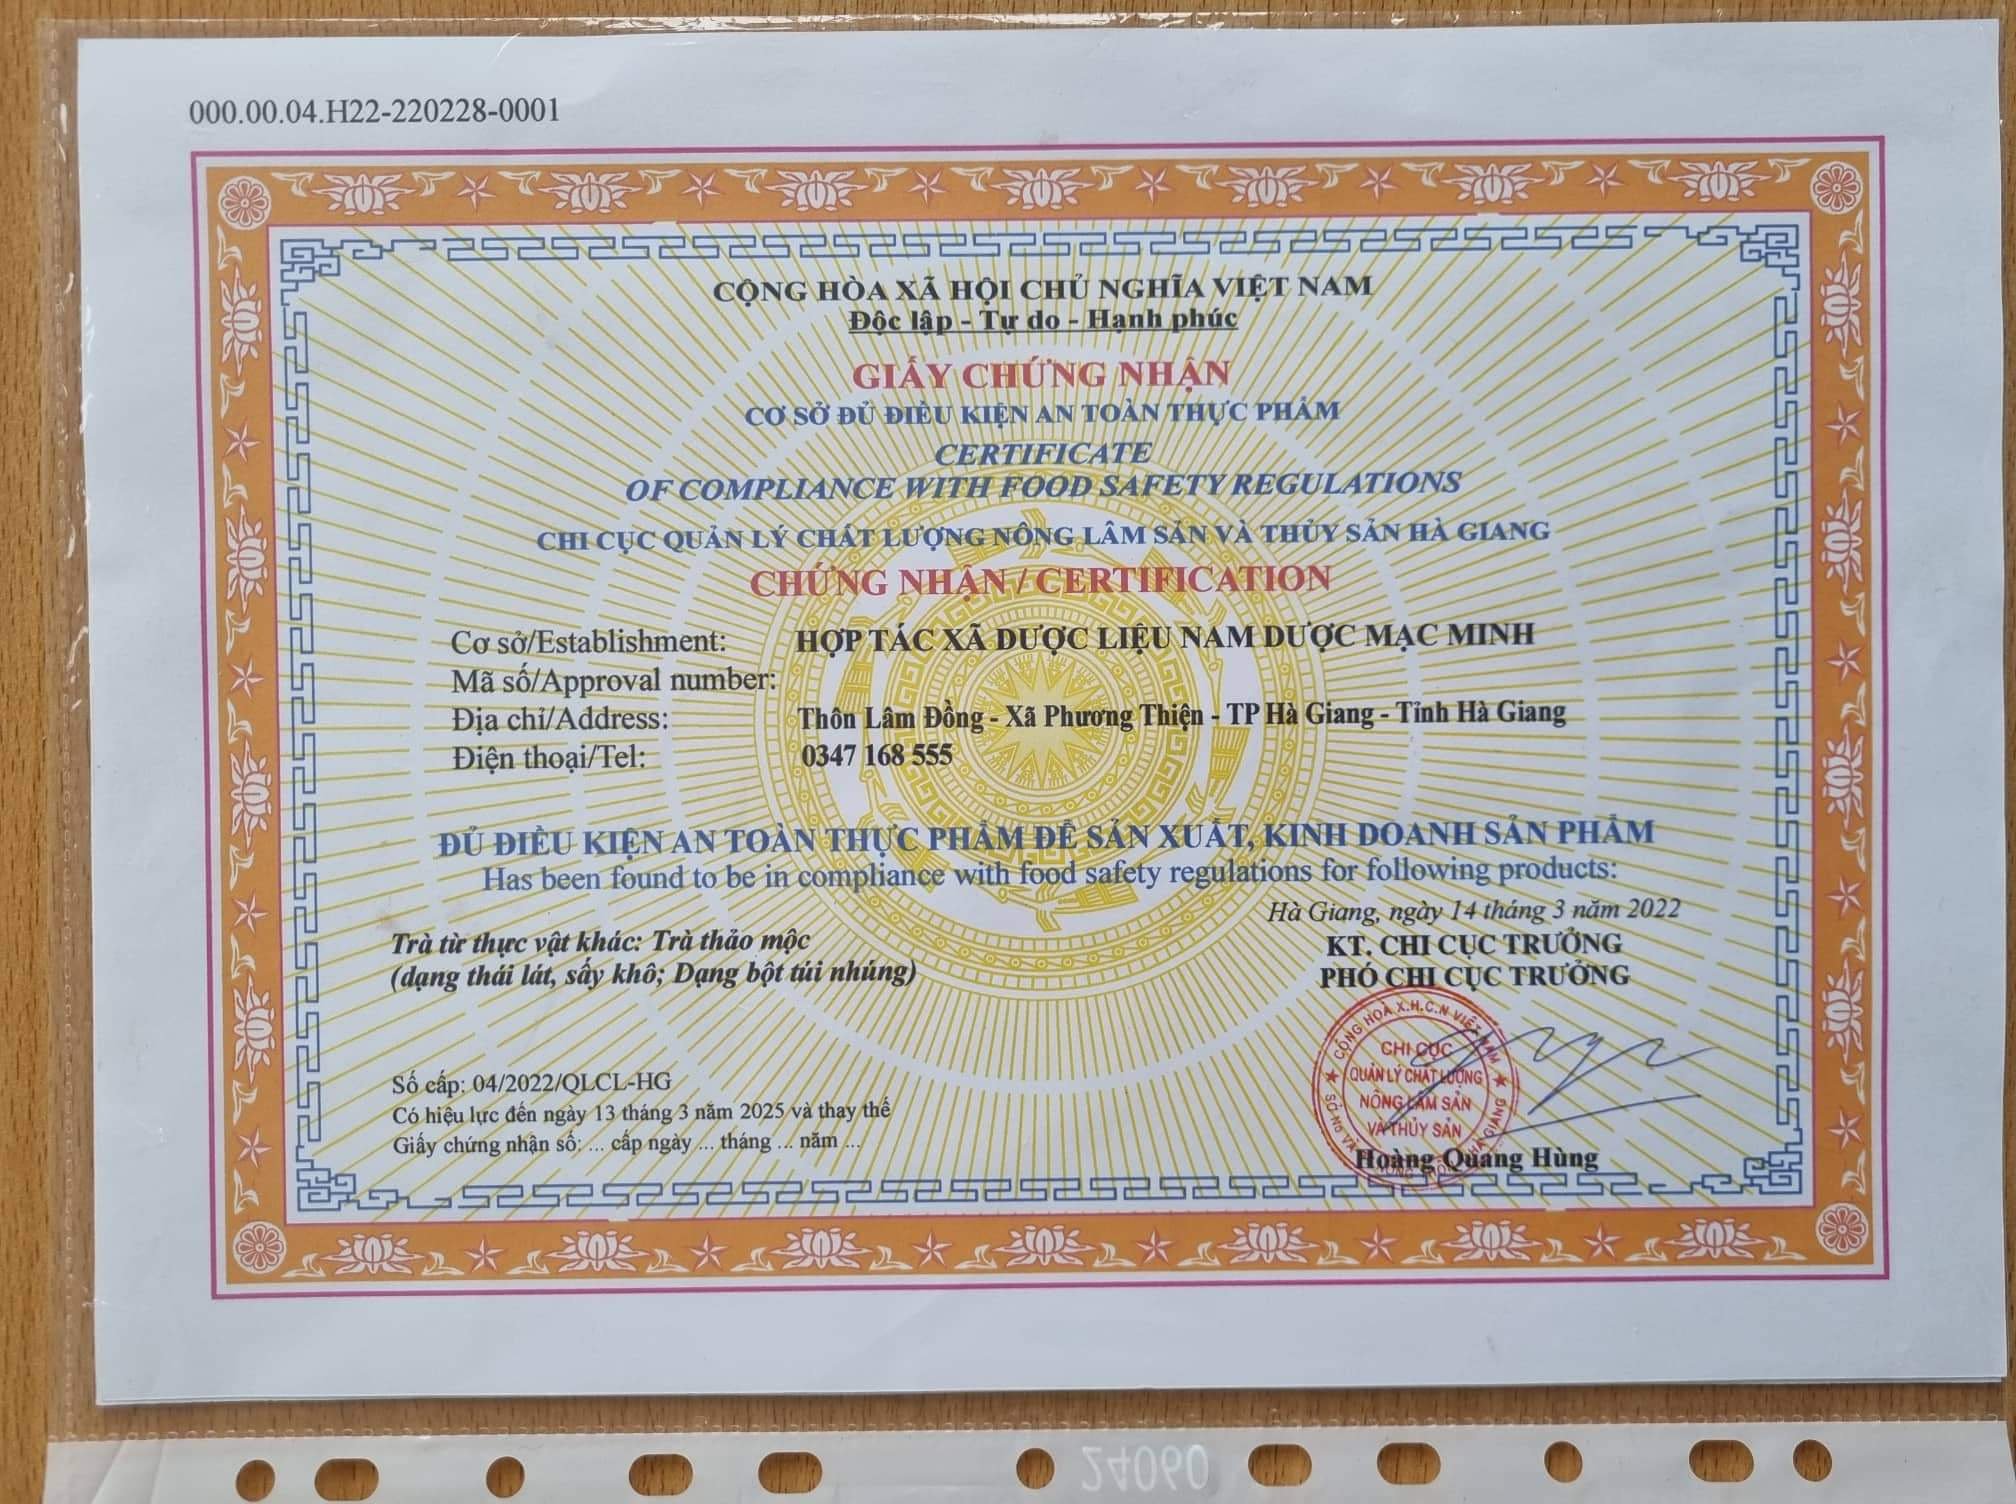 000.00.04.H22-220228-0001
CỘNG HÒA XÃ HỘI CHỦ NGHĨA VIỆT NAM
Độc lập - Tự do - Hạnh phúc
GIẤY CHỨNG NHẬN
CƠ SỞ ĐỦ ĐIỀU KIỆN AN TOÀN THỰC PHẨM
CERTIFICATE
OF COMPLIANCE WITH FOOD SAFETY REGULATIONS
CHI CỤC QUẢN LÝ CHẤT LƯỢNG NÔNG LÂM SẢN VÀ THỦY SẢN HÀ GIANG
CHỨNG NHẬN / CERTIFICATION
Cơ sở/Establishment: HỢP TÁC XÃ DƯỢC LIỆU NAM DƯỢC MẠC MINH
Mã số/Approval number:
Địa chỉ/Address: Thôn Lâm Đồng - Xã Phương Thiện - TP Hà Giang - Tỉnh Hà Giang
Điện thoại/Tel: 0347 168 555
ĐỦ ĐIỀU KIỆN AN TOÀN THỰC PHẨM ĐỂ SẢN XUẤT, KINH DOANH SẢN PHẨM
Has been found to be in compliance with food safety regulations for following products:
Hà Giang, ngày 14 tháng 3 năm 2022
Trà từ thực vật khác: Trà thảo mộc
(dạng thái lát, sấy khô; Dạng bột túi nhúng)
KT. CHI CỤC TRƯỞNG
PHÓ CHI CỤC TRƯỞNG
CỘNG HOÀ X.H.C.N VIỆT NAM
CHI CỤC
QUẢN LÝ CHẤT LƯỢNG
NÔNG LÂM SẢN
VÀ THỦY SẢN
Hoàng Quang Hùng
Số cấp: 04/2022/QLCL-HG
Có hiệu lực đến ngày 13 tháng 3 năm 2025 và thay thế
Giấy chứng nhận số: ... cấp ngày ... tháng ... năm ...
24060